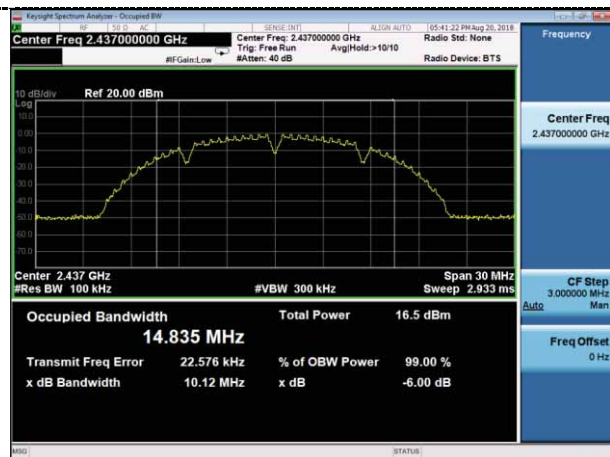 Keysight Spectrum Analyzer - Occupied BW
RF 50 Ω AC SENSE:INT ALIGN AUTO 05:41:22 PM Aug 20, 2018
Center Freq 2.437000000 GHz
Center Freq: 2.437000000 GHz
Radio Std: None
Trig: Free Run Avg|Hold:>10/10
#IFGain:Low #Atten: 40 dB Radio Device: BTS
Frequency
10 dB/div Ref 20.00 dBm
Log
10.0
0.00
-10.0
-20.0
-30.0
-40.0
-50.0
-60.0
-70.0
Center 2.437 GHz Span 30 MHz
#Res BW 100 kHz #VBW 300 kHz Sweep 2.933 ms
Occupied Bandwidth Total Power 16.5 dBm
14.835 MHz
Transmit Freq Error 22.576 kHz % of OBW Power 99.00 %
x dB Bandwidth 10.12 MHz x dB -6.00 dB
Center Freq
2.437000000 GHz
CF Step
3.000000 MHz
Auto Man
Freq Offset
0 Hz
MSG STATUS